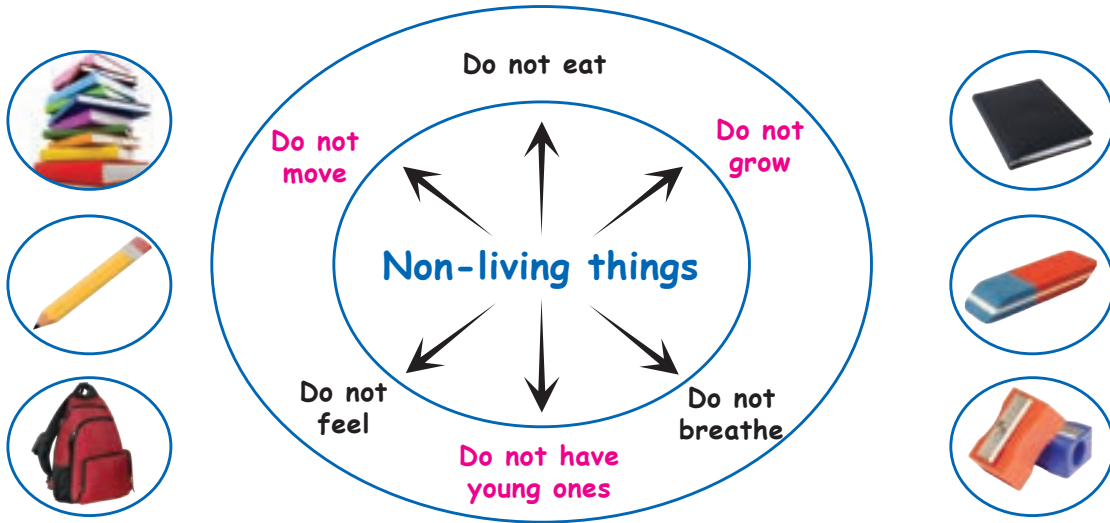 Do not eat
Do not
move
Do not
grow
Non-living things
Do not
feel
Do not
breathe
Do not have
young ones